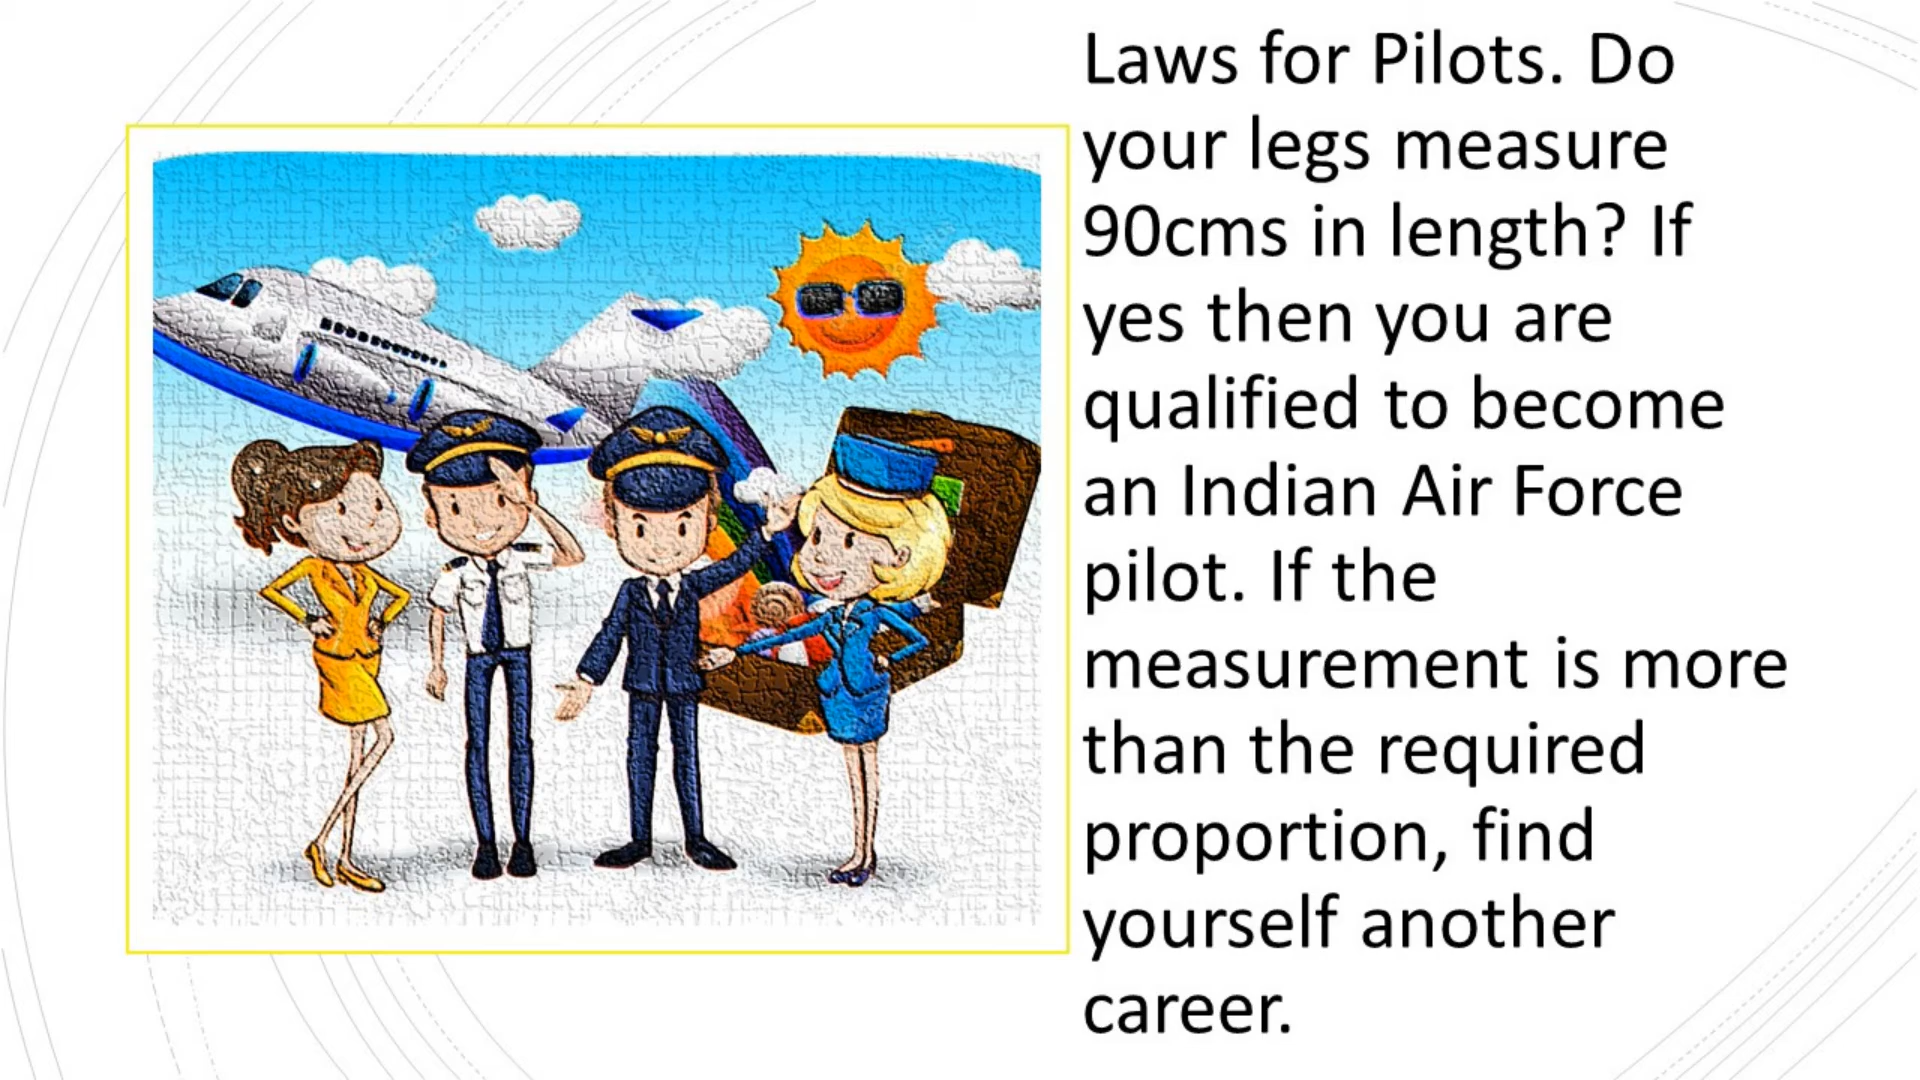 Laws for Pilots. Do
your legs measure
90cms in length? If
yes then you are
qualified to become
an Indian Air Force
pilot. If the
measurement is more
than the required
proportion, find
yourself another
career.